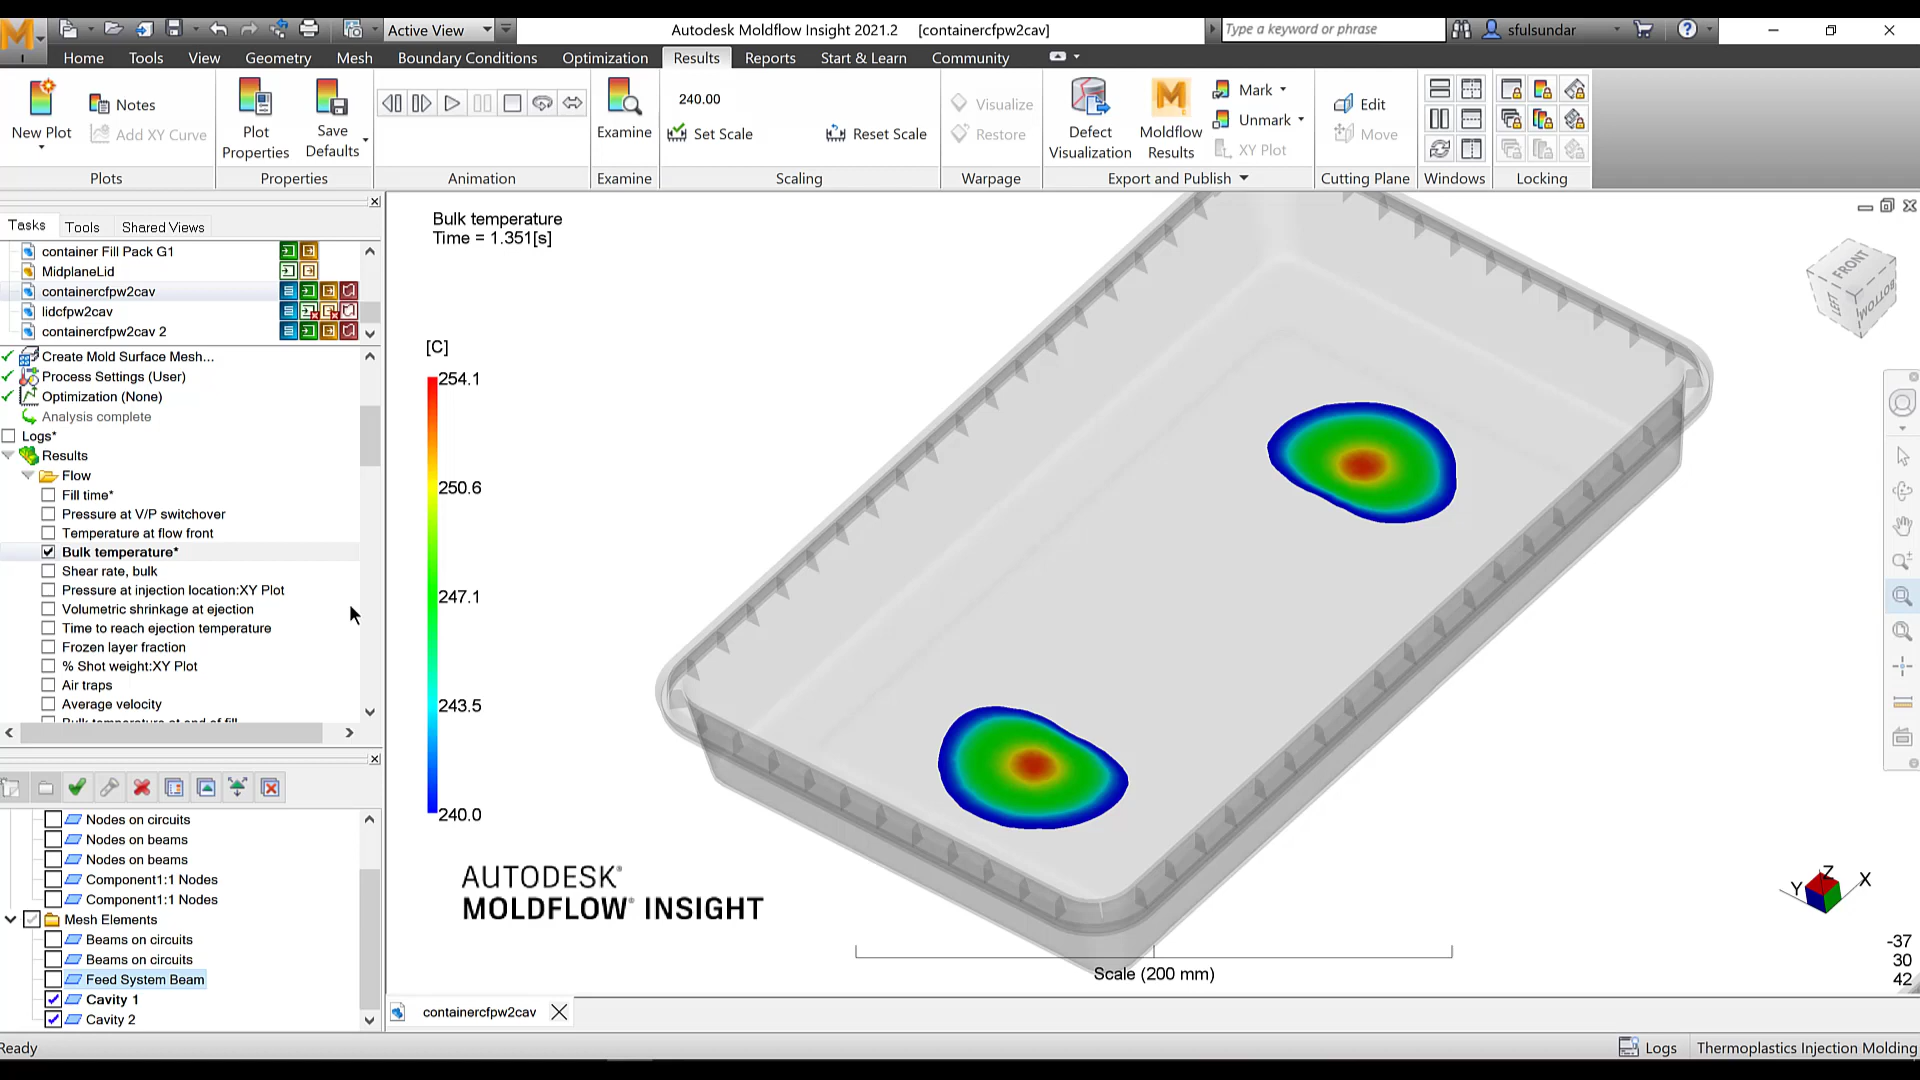 Active View
Autodesk Moldflow Insight 2021.2 [containercfpw2cav]
Type a keyword or phrase
sfulsundar
Home Tools View Geometry Mesh Boundary Conditions Optimization Results Reports Start & Learn Community
New Plot
Notes
Add XY Curve
Plots
Plot Properties
Save Defaults
Properties
Animation
Examine
Examine
240.00
Set Scale
Reset Scale
Scaling
Visualize
Restore
Warpage
Defect Visualization
Moldflow Results
Mark
Unmark
XY Plot
Export and Publish
Edit
Move
Cutting Plane
Windows
Locking
Tasks Tools Shared Views
container Fill Pack G1
MidplaneLid
containercfpw2cav
lidcfpw2cav
containercfpw2cav 2
Create Mold Surface Mesh...
Process Settings (User)
Optimization (None)
Analysis complete
Logs*
Results
Flow
Fill time*
Pressure at V/P switchover
Temperature at flow front
Bulk temperature*
Shear rate, bulk
Pressure at injection location:XY Plot
Volumetric shrinkage at ejection
Time to reach ejection temperature
Frozen layer fraction
% Shot weight:XY Plot
Air traps
Average velocity
Bulk temperature at end of fill
Nodes on circuits
Nodes on beams
Nodes on beams
Component1:1 Nodes
Component1:1 Nodes
Mesh Elements
Beams on circuits
Beams on circuits
Feed System Beam
Cavity 1
Cavity 2
Bulk temperature
Time = 1.351[s]
[C]
254.1
250.6
247.1
243.5
240.0
AUTODESK®
MOLDFLOW® INSIGHT
Scale (200 mm)
FRONT
LEFT
BOTTOM
Z
Y
X
-37
30
42
containercfpw2cav
Ready
Logs
Thermoplastics Injection Molding